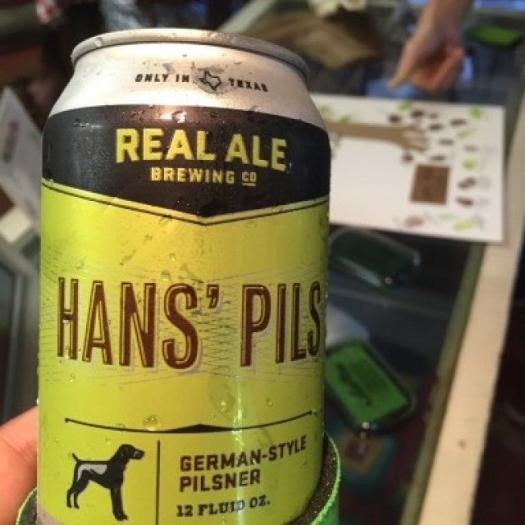 ONLY IN TEXAS
REAL ALE
BREWING CO
HANS' PILS
GERMAN-STYLE
PILSNER
12 FLUID OZ.